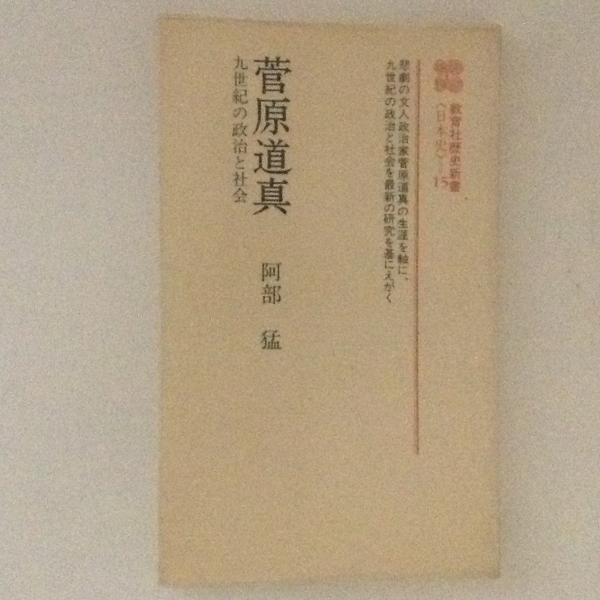 教育社歴史新書
〈日本史〉 15
悲劇の文人政治家菅原道真の生涯を軸に、
九世紀の政治と社会を最新の研究を基にえがく
菅原道真
九世紀の政治と社会
阿部 猛